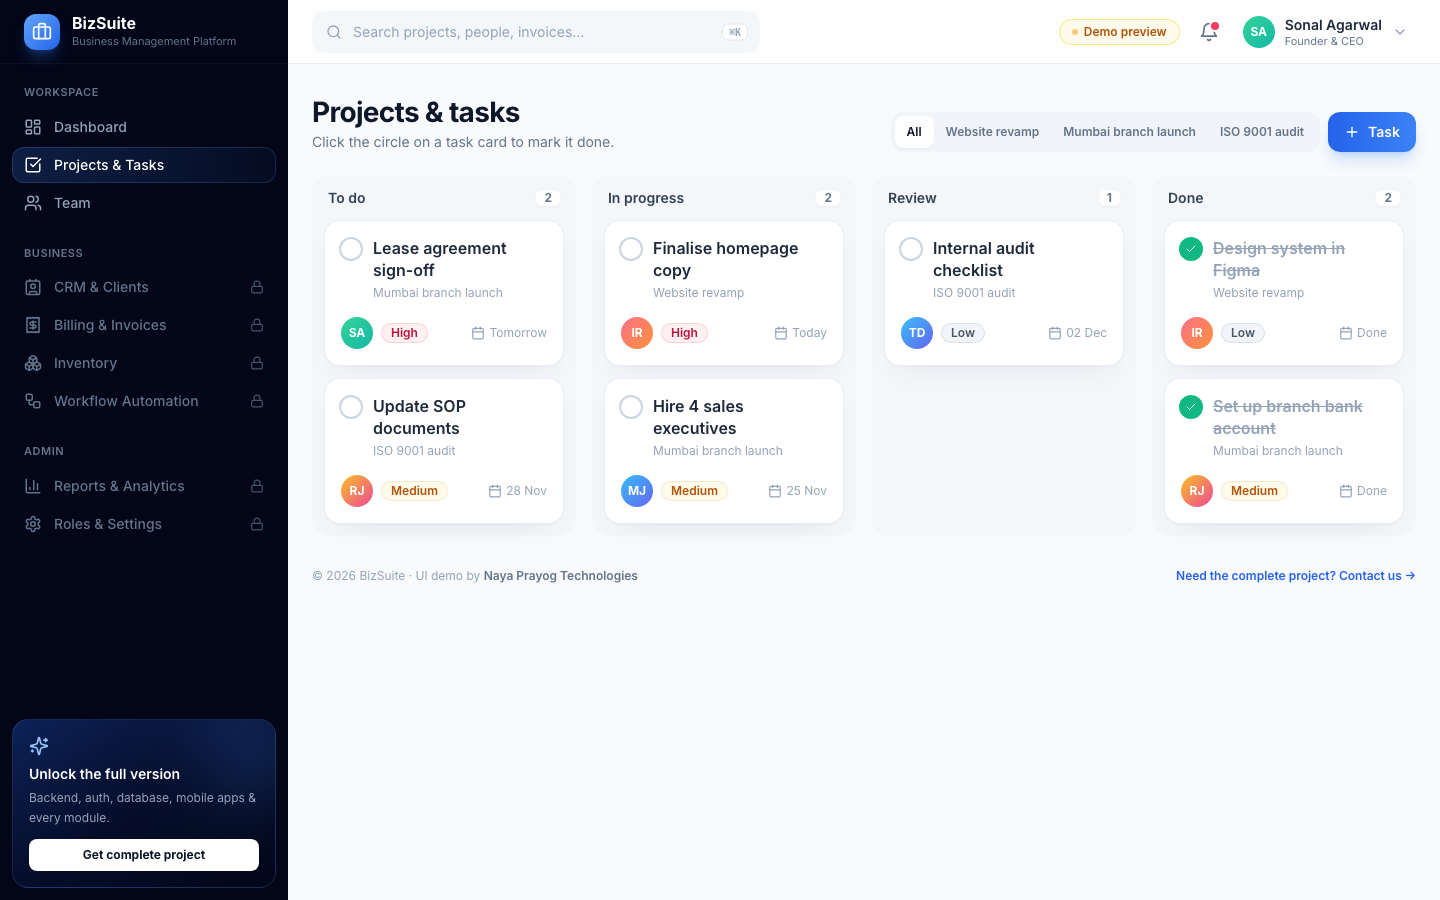 BizSuite
Business Management Platform
WORKSPACE
Dashboard
Projects & Tasks
Team
BUSINESS
CRM & Clients
Billing & Invoices
Inventory
Workflow Automation
ADMIN
Reports & Analytics
Roles & Settings
Unlock the full version
Backend, auth, database, mobile apps &
every module.
Get complete project
Search projects, people, invoices...
⌘K
Demo preview
SA
Sonal Agarwal
Founder & CEO
Projects & tasks
Click the circle on a task card to mark it done.
All
Website revamp
Mumbai branch launch
ISO 9001 audit
Task
To do
2
Lease agreement
sign-off
Mumbai branch launch
SA
High
Tomorrow
Update SOP
documents
ISO 9001 audit
RJ
Medium
28 Nov
In progress
2
Finalise homepage
copy
Website revamp
IR
High
Today
Hire 4 sales
executives
Mumbai branch launch
MJ
Medium
25 Nov
Review
1
Internal audit
checklist
ISO 9001 audit
TD
Low
02 Dec
Done
2
Design system in
Figma
Website revamp
IR
Low
Done
Set up branch bank
account
Mumbai branch launch
RJ
Medium
Done
© 2026 BizSuite · UI demo by Naya Prayog Technologies
Need the complete project? Contact us →